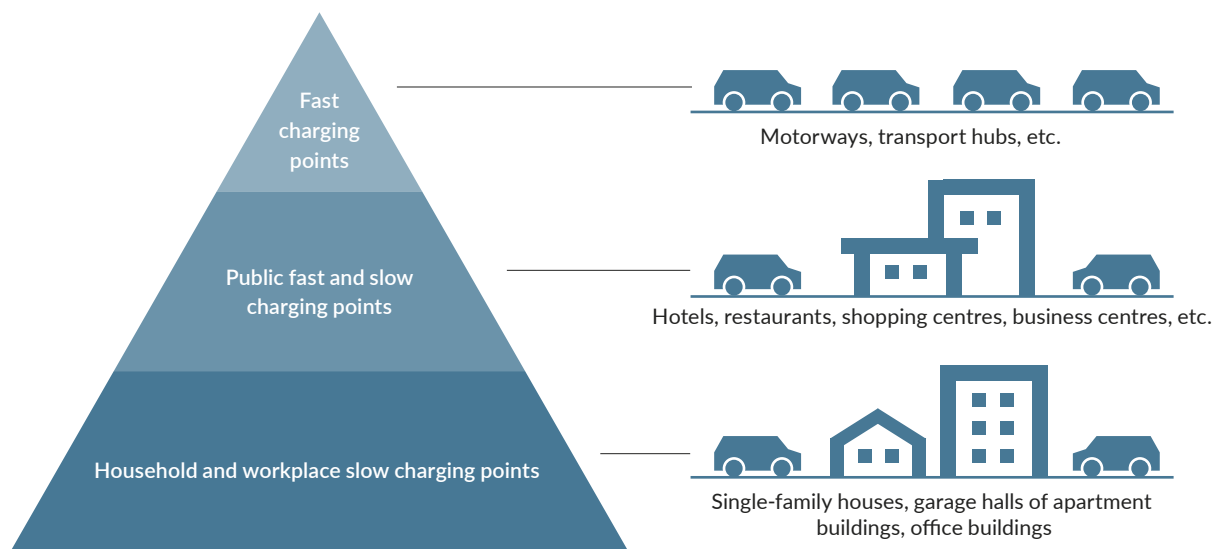 Fast
charging
points
Motorways, transport hubs, etc.
Public fast and slow
charging points
Hotels, restaurants, shopping centres, business centres, etc.
Household and workplace slow charging points
Single-family houses, garage halls of apartment
buildings, office buildings